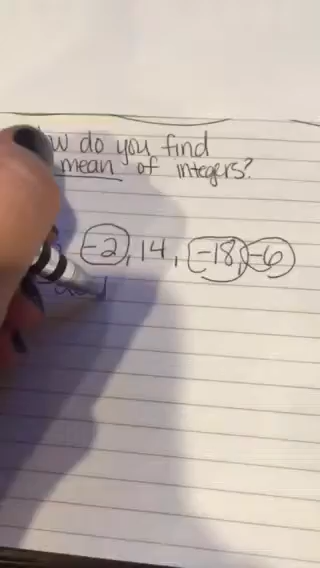 w do you find
mean of integers?
-2, 14, -18, -6